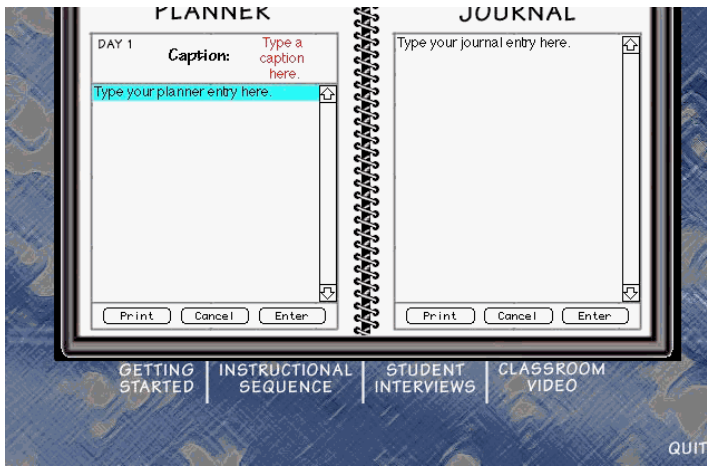 PLANNER
DAY 1
Caption:
Type a
caption
here.
Type your planner entry here.
Print
Cancel
Enter
JOURNAL
Type your journal entry here.
Print
Cancel
Enter
GETTING
STARTED
INSTRUCTIONAL
SEQUENCE
STUDENT
INTERVIEWS
CLASSROOM
VIDEO
QUIT